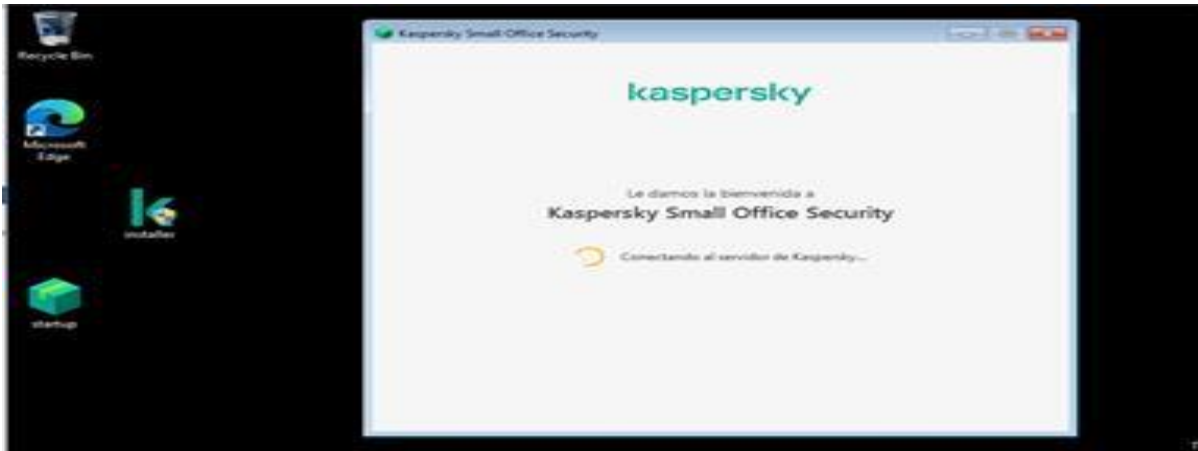 Recycle Bin
Microsoft
Edge
installer
startup
Kaspersky Small Office Security
kaspersky
Le damos la bienvenida a
Kaspersky Small Office Security
Conectando al servidor de Kaspersky...